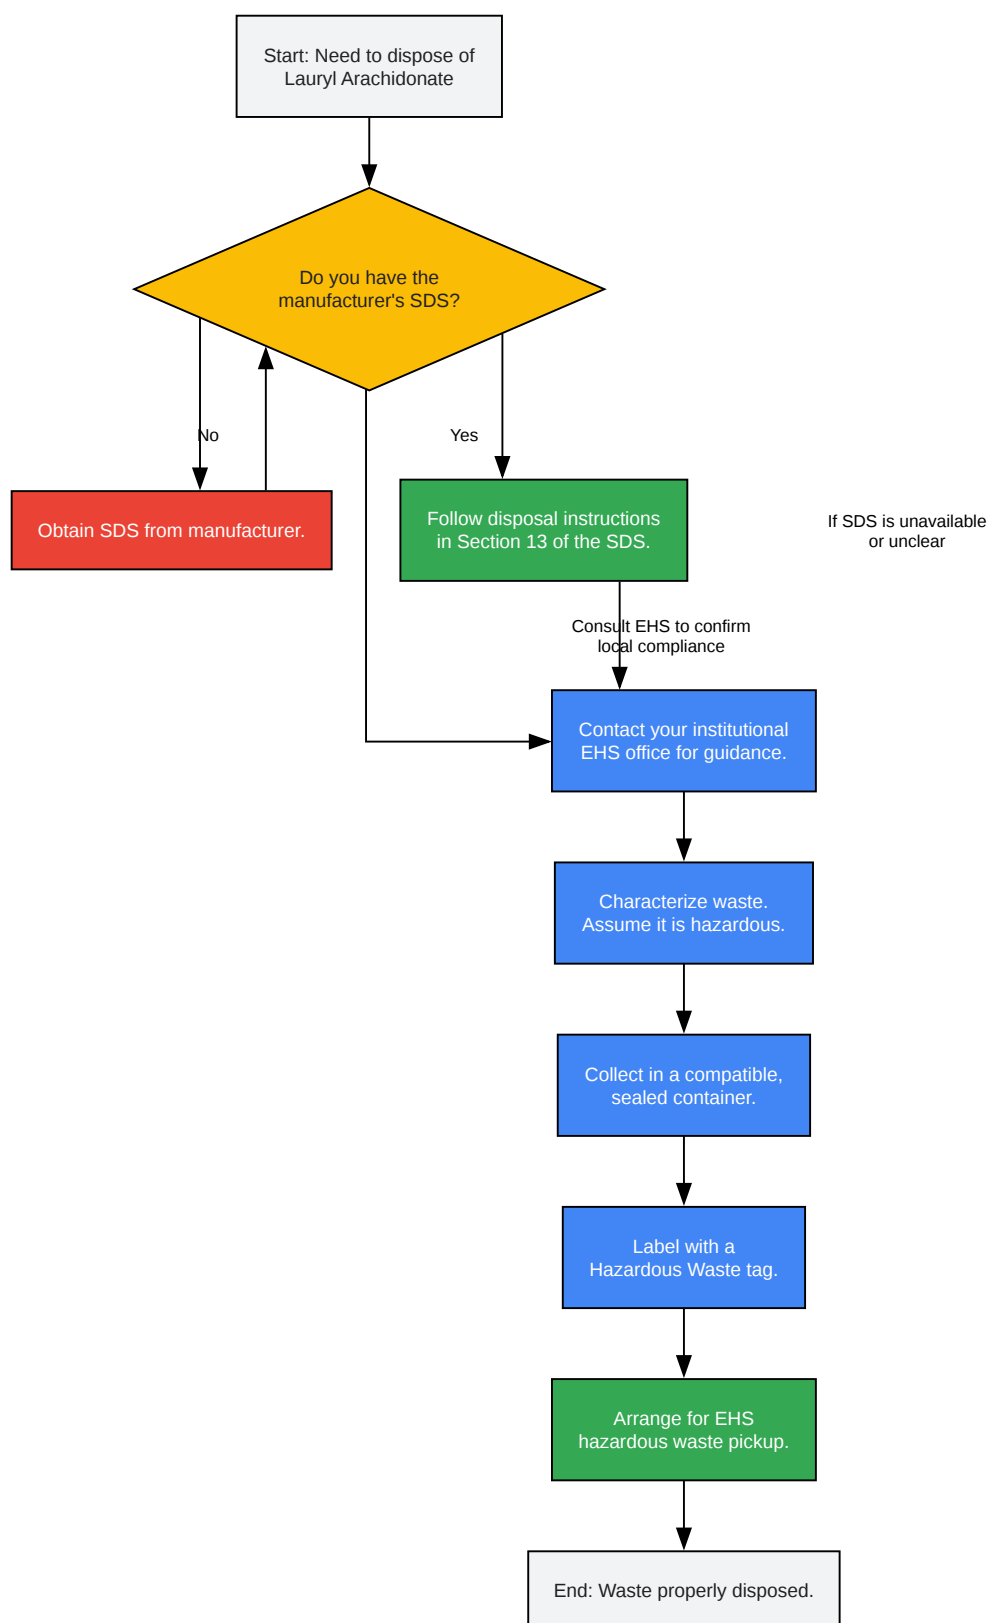 Start: Need to dispose of
Lauryl Arachidonate
Do you have the
manufacturer's SDS?
No
Yes
Obtain SDS from manufacturer.
Follow disposal instructions
in Section 13 of the SDS.
If SDS is unavailable
or unclear
Consult EHS to confirm
local compliance
Contact your institutional
EHS office for guidance.
Characterize waste.
Assume it is hazardous.
Collect in a compatible,
sealed container.
Label with a
Hazardous Waste tag.
Arrange for EHS
hazardous waste pickup.
End: Waste properly disposed.